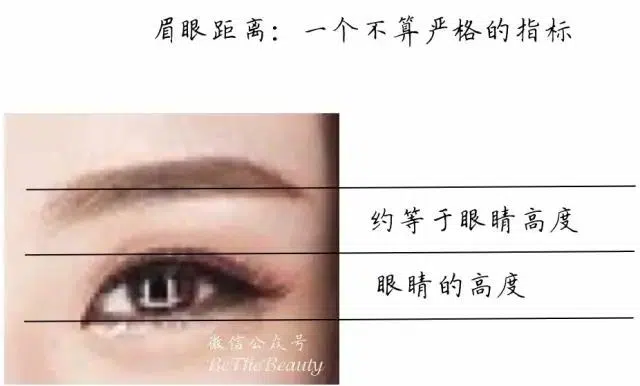 眉眼距离：一个不算严格的指标
约等于眼睛高度
眼睛的高度
微信公众号
BeTheBeauty